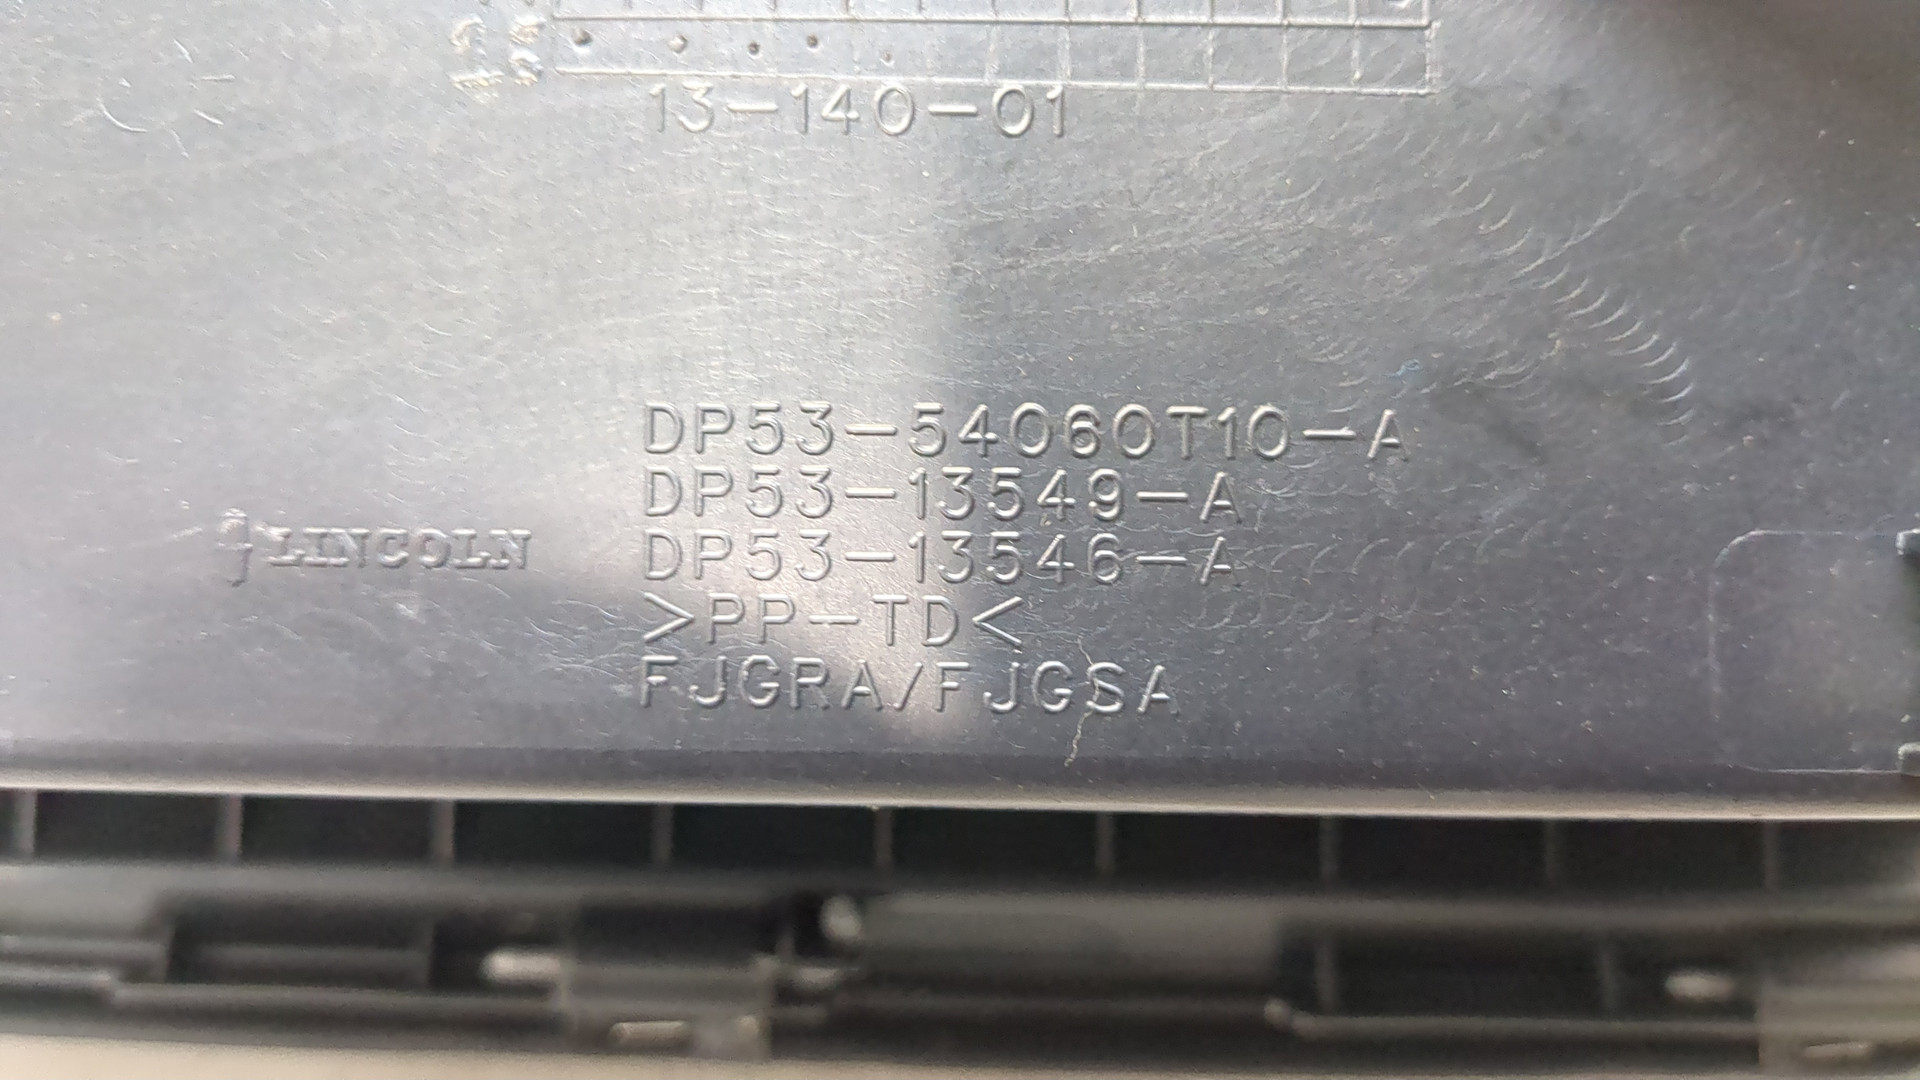 13-140-01
DP53-54060T10-A
DP53-13549-A
LINCOLN
DP53-13546-A
>PP-TD<
FJGRA/FJGSA